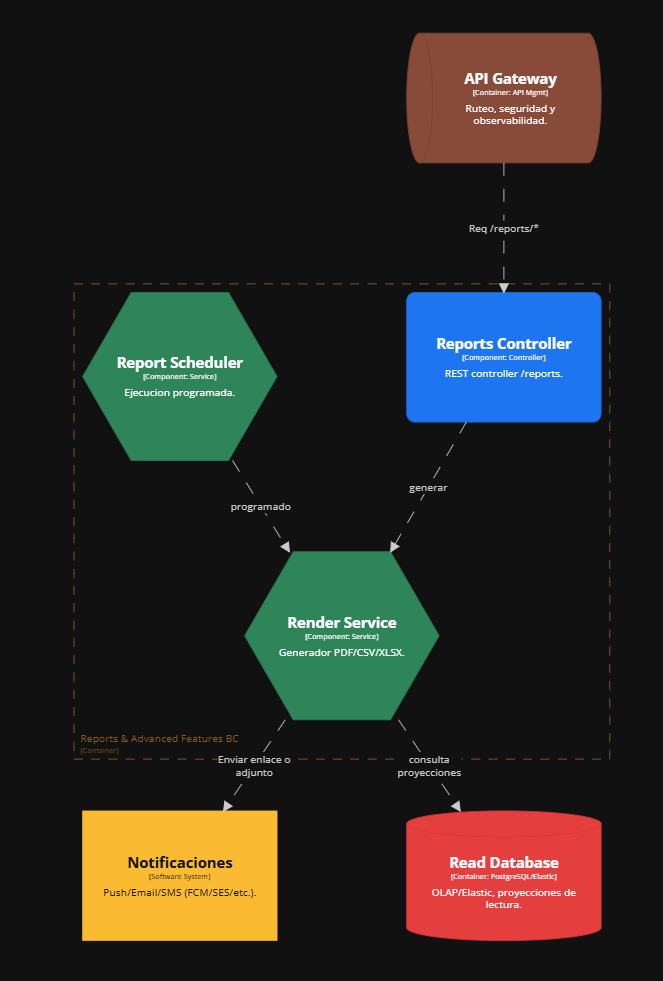 API Gateway
[Container: API Mgmt]
Ruteo, seguridad y
observabilidad.
Req /reports/*
Report Scheduler
[Component: Service]
Ejecucion programada.
Reports Controller
[Component: Controller]
REST controller /reports.
programado
generar
Render Service
[Component: Service]
Generador PDF/CSV/XLSX.
Reports & Advanced Features BC
[Container]
Enviar enlace o
adjunto
consulta
proyecciones
Notificaciones
[Software System]
Push/Email/SMS (FCM/SES/etc.).
Read Database
[Container: PostgreSQL/Elastic]
OLAP/Elastic, proyecciones de
lectura.